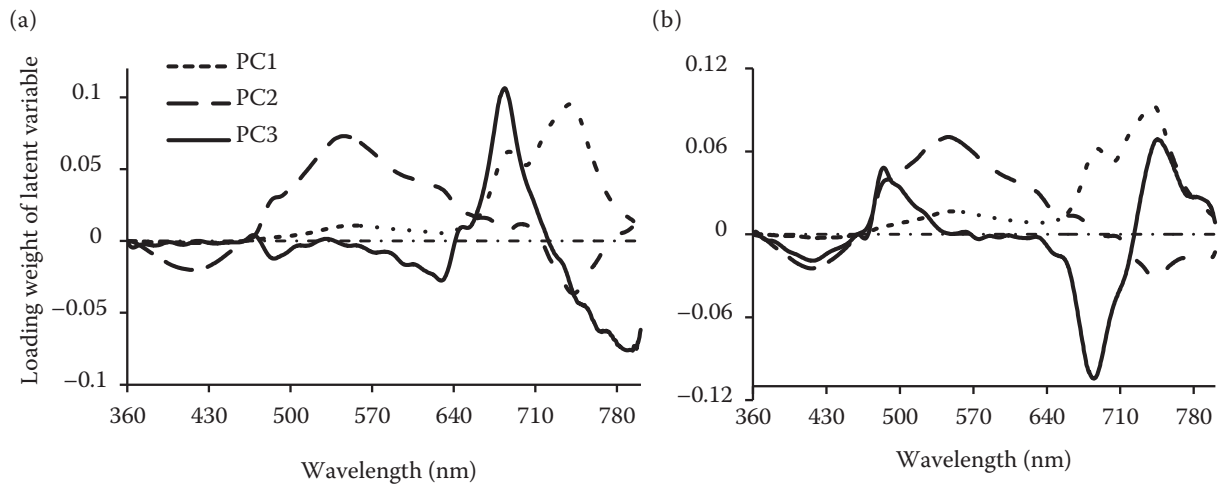 (a)
Loading weight of latent variable
PC1
PC2
PC3
0.1
0.05
0
−0.05
−0.1
360 430 500 570 640 710 780
Wavelength (nm)
(b)
0.12
0.06
0
−0.06
−0.12
360 430 500 570 640 710 780
Wavelength (nm)